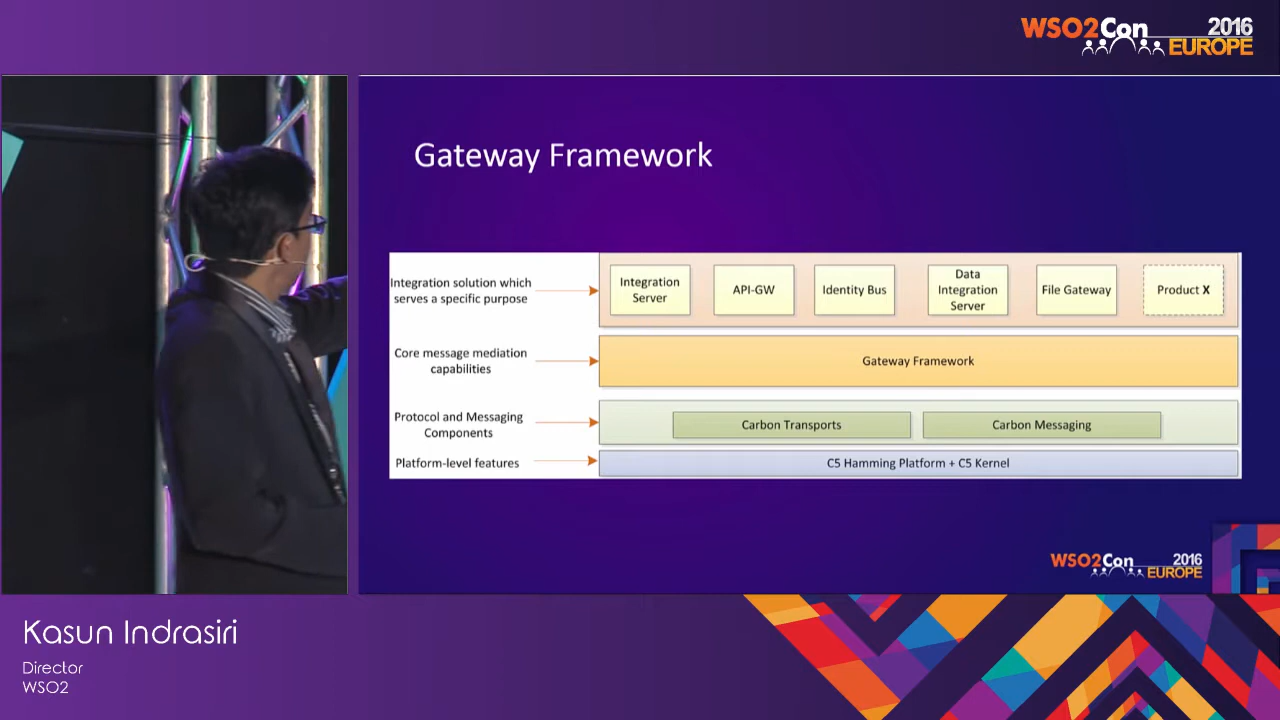 WSO2Con 2016
EUROPE
Gateway Framework
Integration solution which
serves a specific purpose
Integration
Server
API-GW
Identity Bus
Data
Integration
Server
File Gateway
Product X
Core message mediation
capabilities
Gateway Framework
Protocol and Messaging
Components
Carbon Transports
Carbon Messaging
Platform-level features
C5 Hamming Platform + C5 Kernel
WSO2Con 2016
EUROPE
Kasun Indrasiri
Director
WSO2